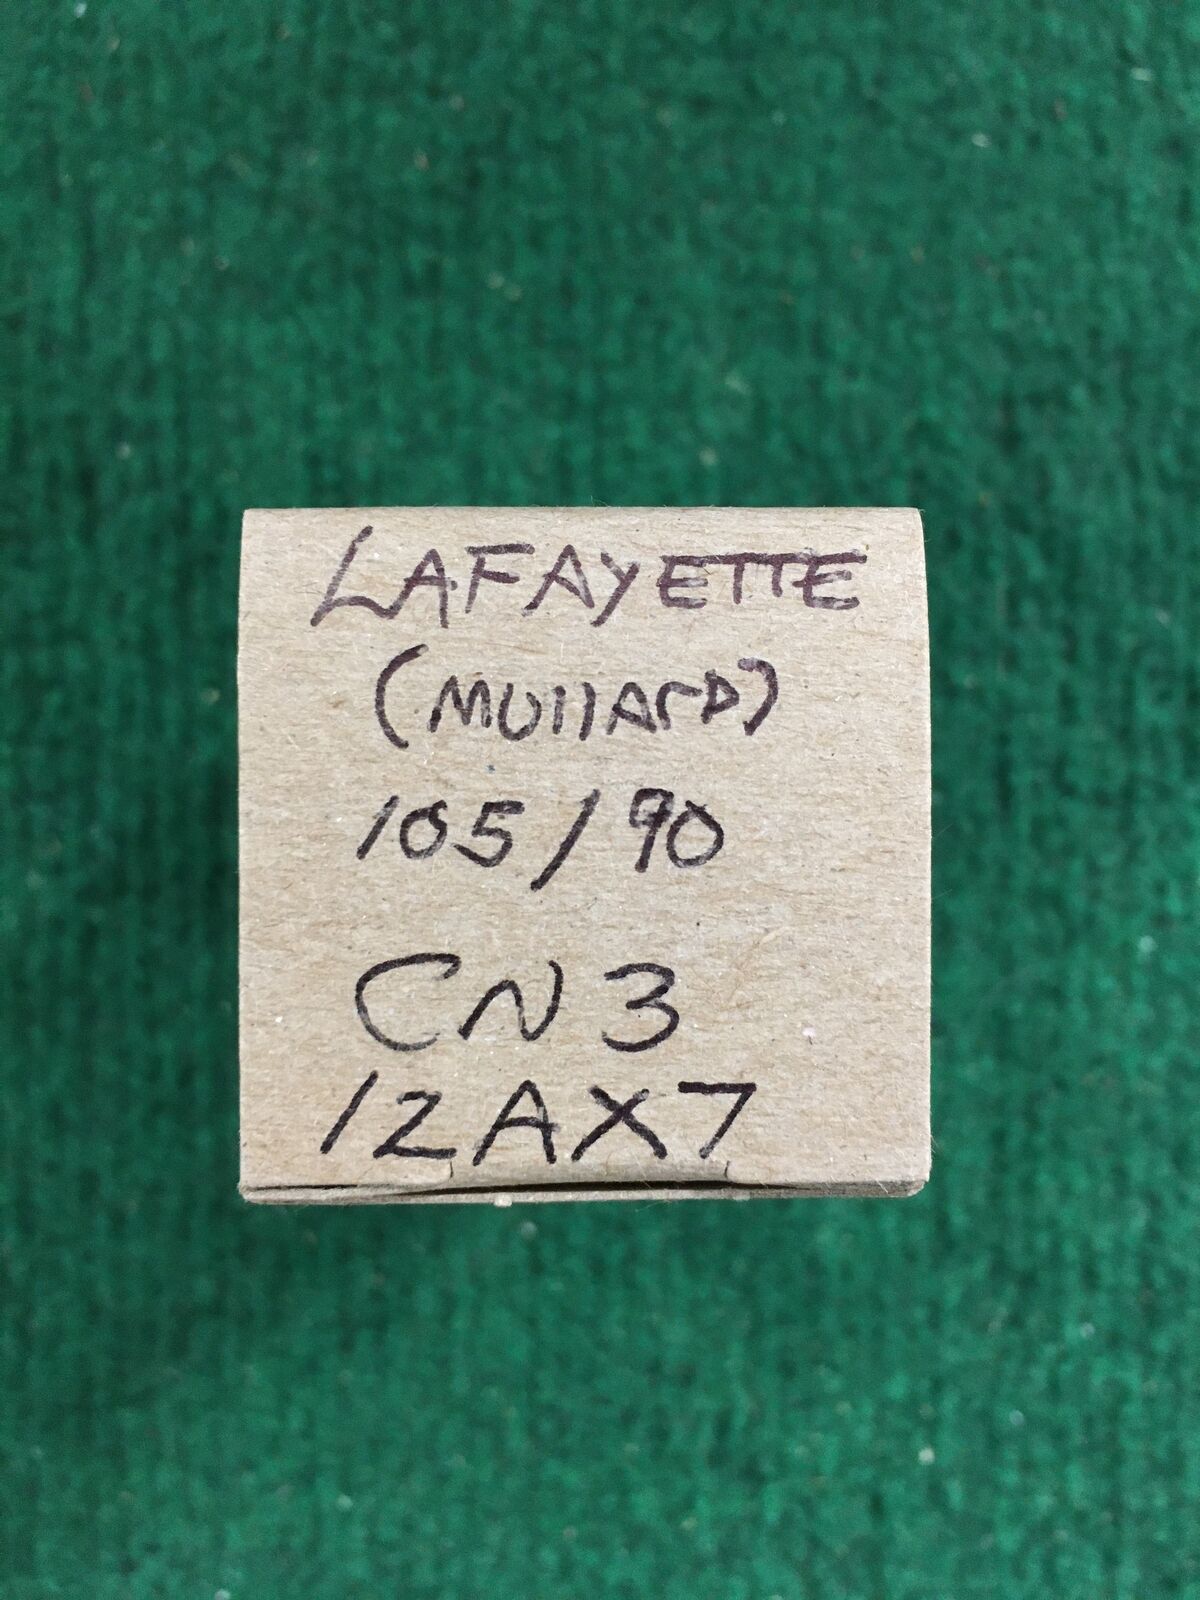 LAFAYETTE
(MUllArD)
105/90
CN3
12AX7